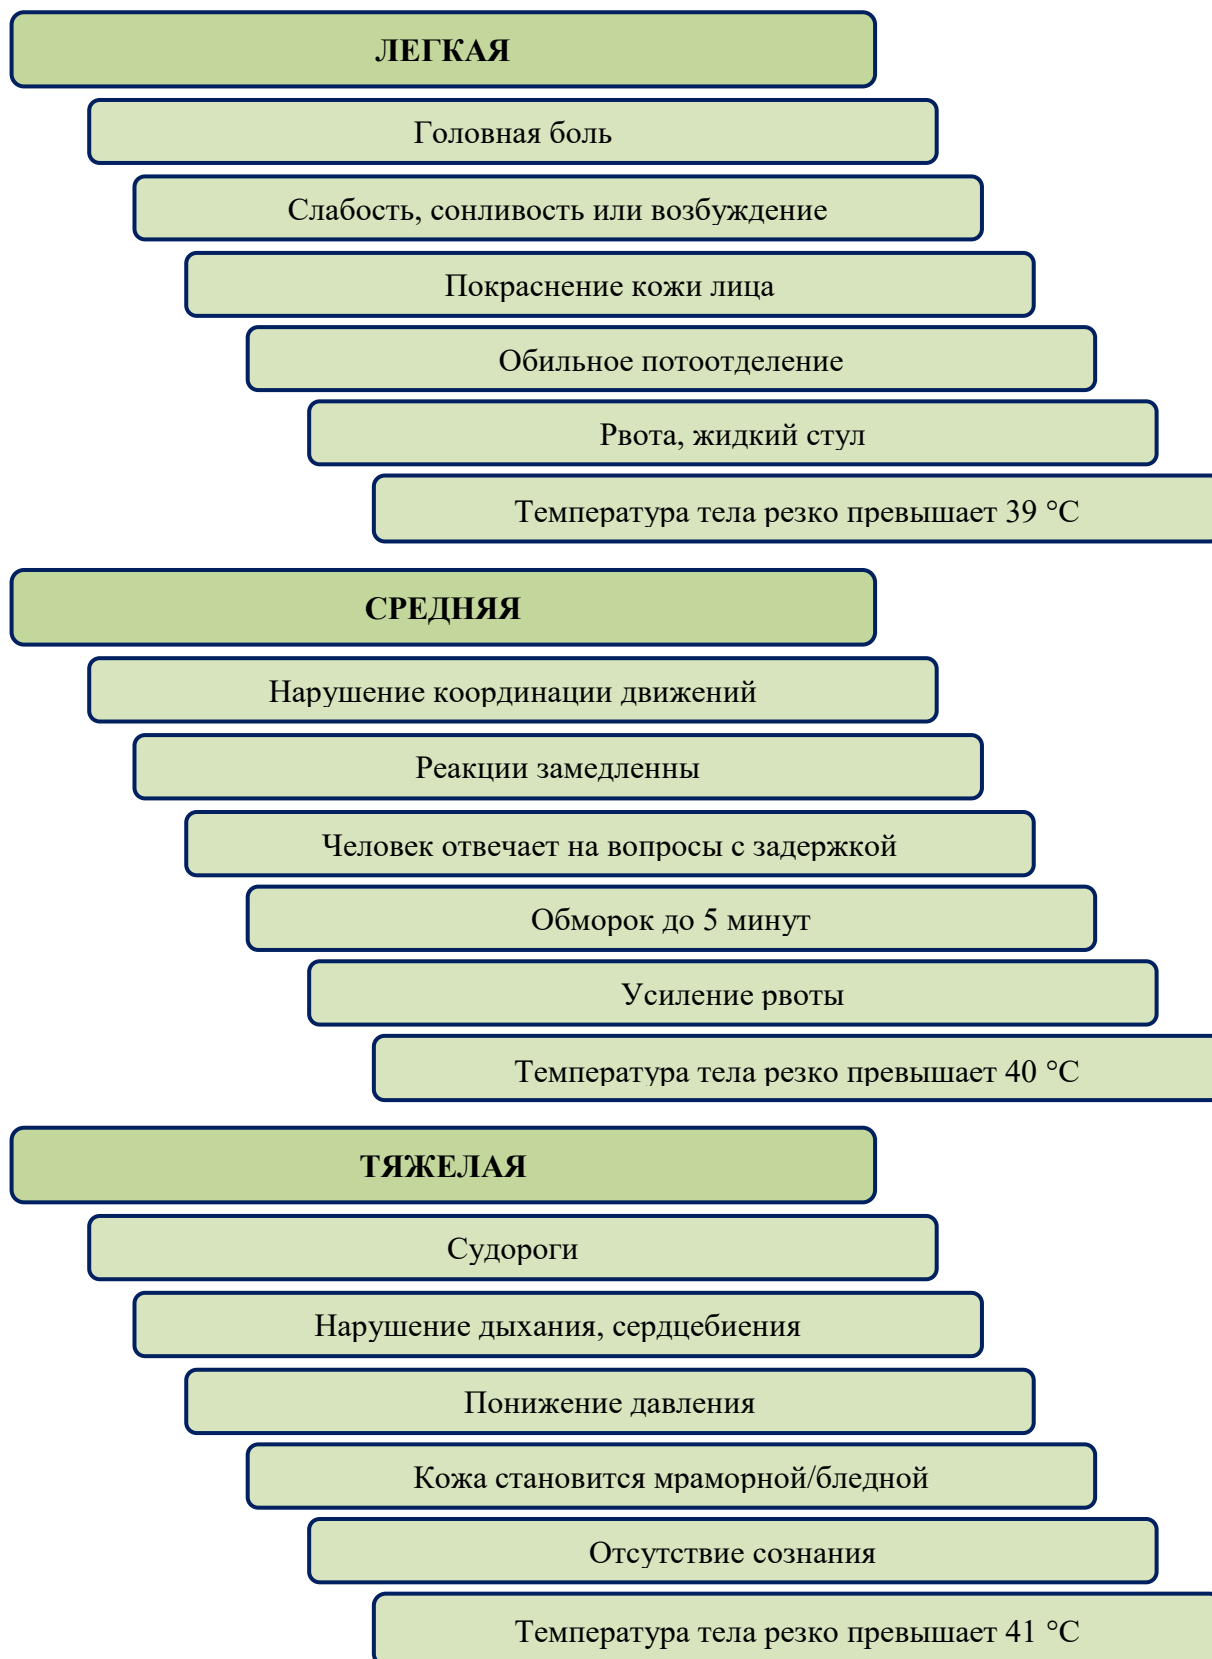 ЛЕГКАЯ
Головная боль
Слабость, сонливость или возбуждение
Покраснение кожи лица
Обильное потоотделение
Рвота, жидкий стул
Температура тела резко превышает 39 °С
СРЕДНЯЯ
Нарушение координации движений
Реакции замедленны
Человек отвечает на вопросы с задержкой
Обморок до 5 минут
Усиление рвоты
Температура тела резко превышает 40 °С
ТЯЖЕЛАЯ
Судороги
Нарушение дыхания, сердцебиения
Понижение давления
Кожа становится мраморной/бледной
Отсутствие сознания
Температура тела резко превышает 41 °С